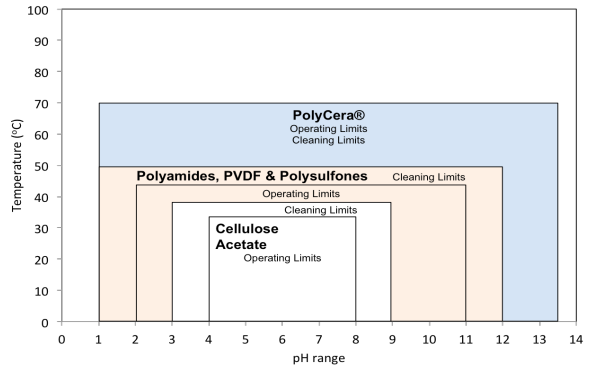 100
90
80
70
60
50
40
30
20
10
0
Temperature (°C)
PolyCera®
Operating Limits
Cleaning Limits
Polyamides, PVDF & Polysulfones Cleaning Limits
Operating Limits
Cleaning Limits
Cellulose
Acetate
Operating Limits
0 1 2 3 4 5 6 7 8 9 10 11 12 13 14
pH range